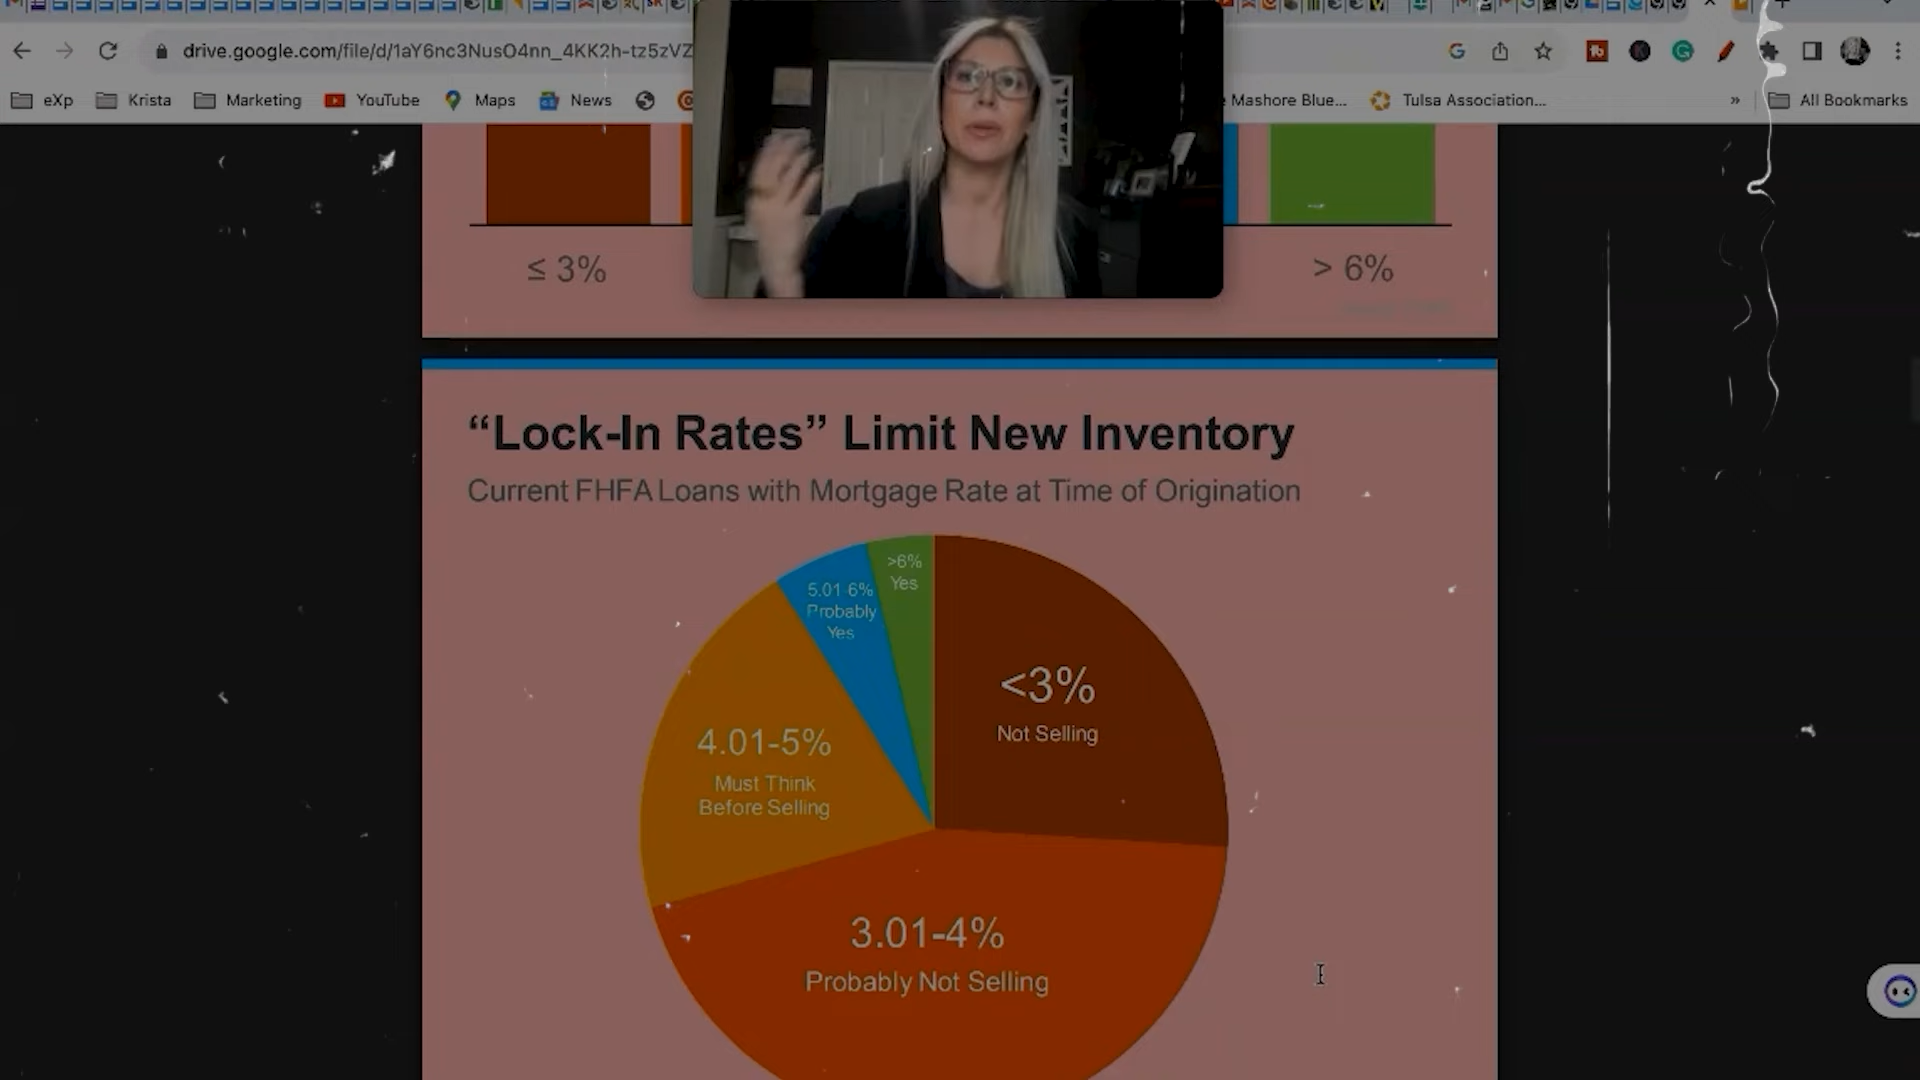 drive.google.com/file/d/1aY6nc3NusO4nn_4KK2h-tz5zVZ
eXp
Krista
Marketing
YouTube
Maps
News
Mashore Blue...
Tulsa Association...
»
All Bookmarks
≤ 3%
> 6%
“Lock-In Rates” Limit New Inventory
Current FHFA Loans with Mortgage Rate at Time of Origination
>6%
Yes
5.01-6%
Probably
Yes
<3%
Not Selling
4.01-5%
Must Think
Before Selling
3.01-4%
Probably Not Selling